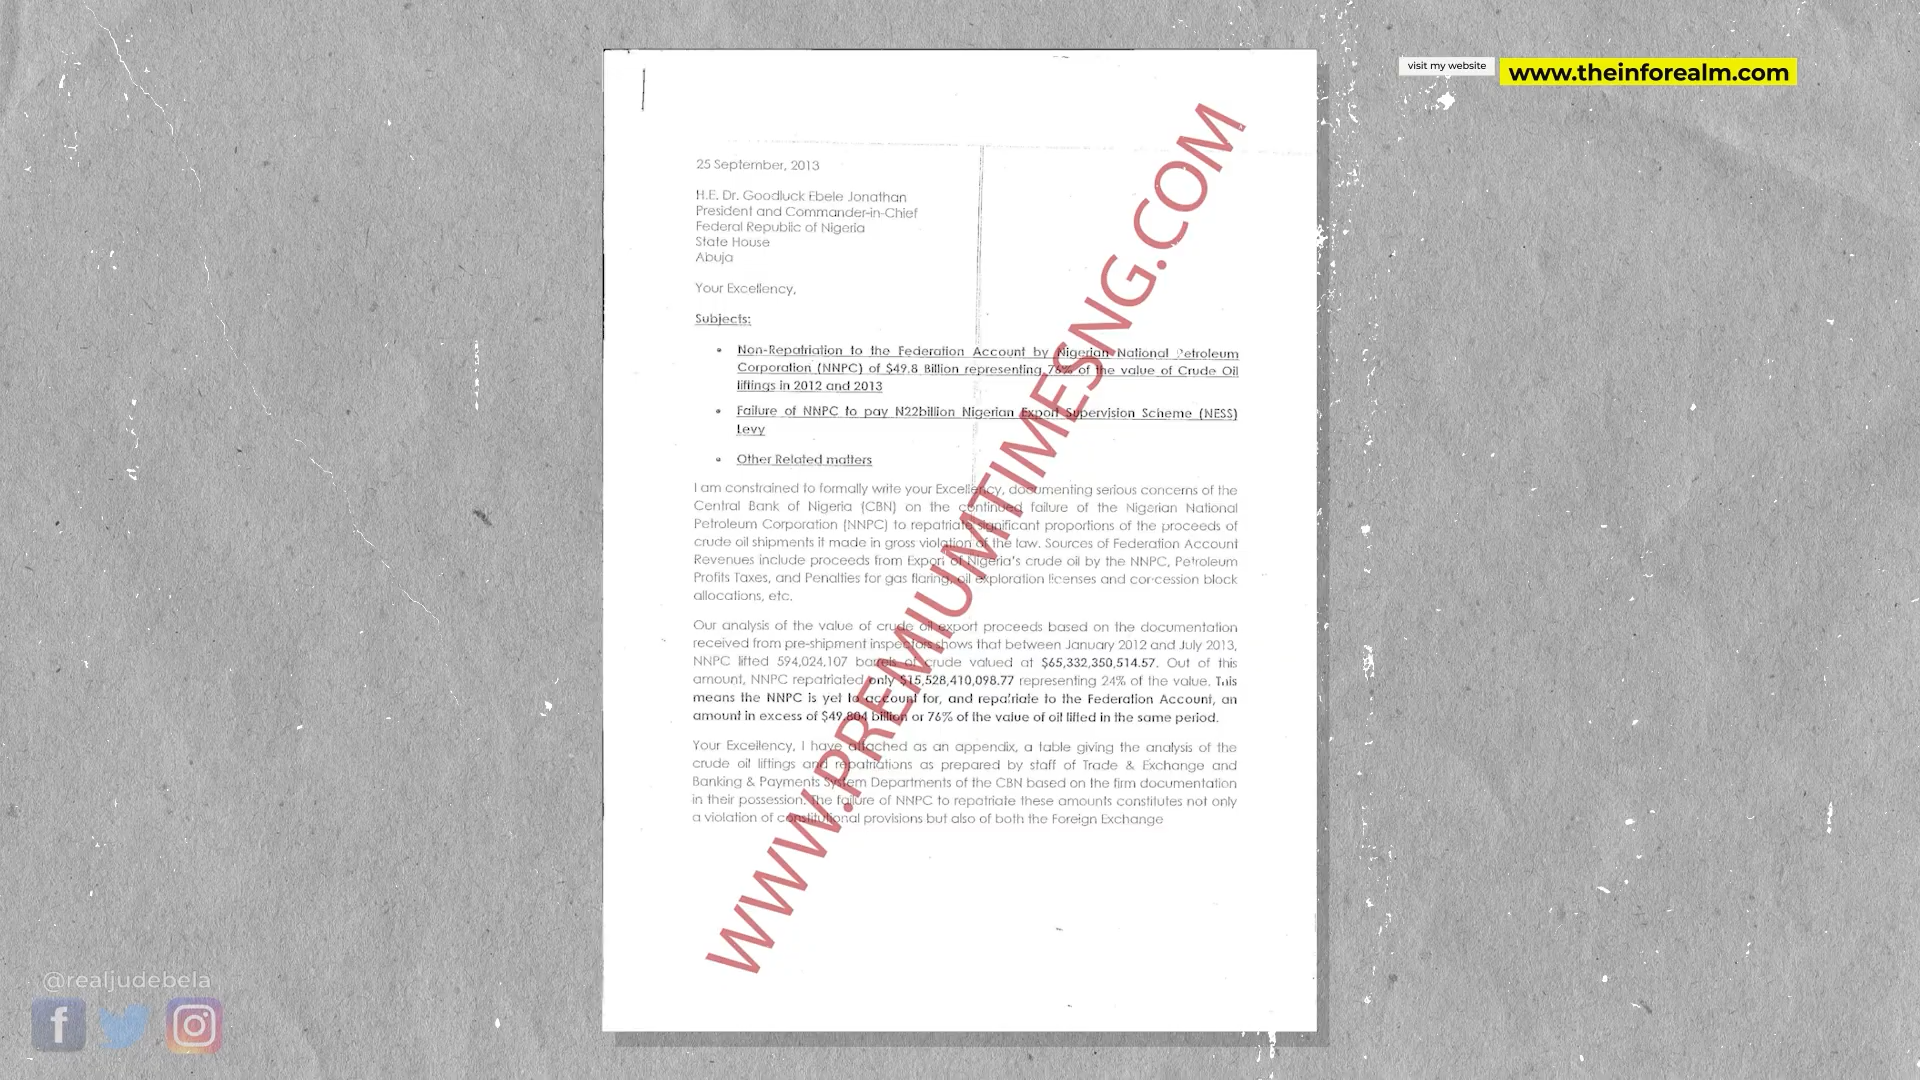 visit my website
www.theinforealm.com
25 September, 2013
H.E. Dr. Goodluck Ebele Jonathan
President and Commander-in-Chief
Federal Republic of Nigeria
State House
Abuja
Your Excellency,
Subjects:
Non-Repatriation to the Federation Account by Nigerian National Petroleum
Corporation (NNPC) of $49.8 Billion representing 76% of the value of Crude Oil
liftings in 2012 and 2013
Failure of NNPC to pay N22billion Nigerian Export Supervision Scheme (NESS)
Levy
Other Related matters
I am constrained to formally write your Excellency, documenting serious concerns of the
Central Bank of Nigeria (CBN) on the continued failure of the Nigerian National
Petroleum Corporation (NNPC) to repatriate significant proportions of the proceeds of
crude oil shipments it made in gross violation of the law. Sources of Federation Account
Revenues include proceeds from Export of Nigeria's crude oil by the NNPC, Petroleum
Profits Taxes, and Penalties for gas flaring, oil exploration licenses and concession block
allocations, etc.
Our analysis of the value of crude oil export proceeds based on the documentation
received from pre-shipment inspectors shows that between January 2012 and July 2013,
NNPC lifted 594,024,107 barrels of crude valued at $65,332,350,514.57. Out of this
amount, NNPC repatriated only $15,528,410,098.77 representing 24% of the value. This
means the NNPC is yet to account for, and repatriate to the Federation Account, an
amount in excess of $49.804 billion or 76% of the value of oil lifted in the same period.
Your Excellency, I have attached as an appendix, a table giving the analysis of the
crude oil liftings and repatriations as prepared by staff of Trade & Exchange and
Banking & Payments System Departments of the CBN based on the firm documentation
in their possession. The failure of NNPC to repatriate these amounts constitutes not only
a violation of constitutional provisions but also of both the Foreign Exchange
WWW.PREMIUMTIMESNG.COM
@realjudebela